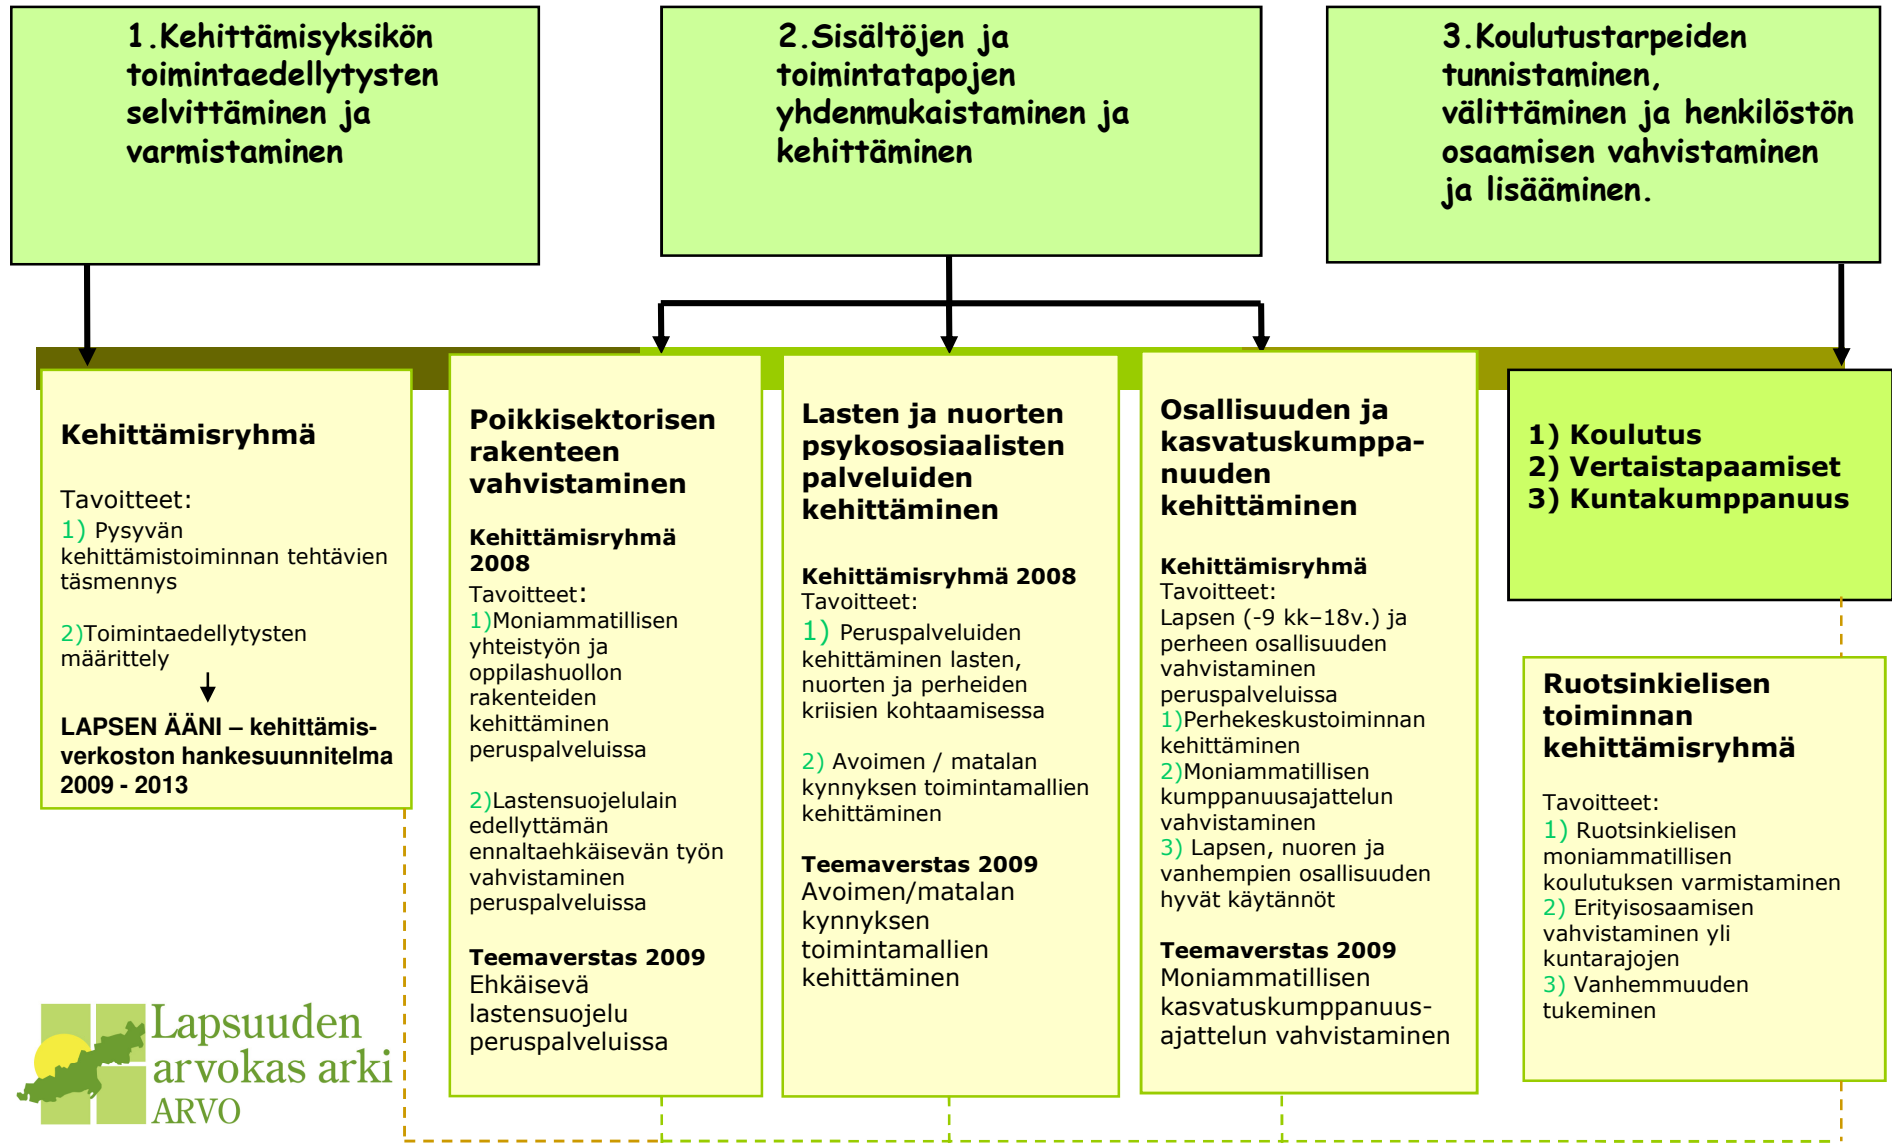 1.Kehittämisyksikön
toimintaedellytysten
selvittäminen ja
varmistaminen
2.Sisältöjen ja
toimintatapojen
yhdenmukaistaminen ja
kehittäminen
3.Koulutustarpeiden
tunnistaminen,
välittäminen ja henkilöstön
osaamisen vahvistaminen
ja lisääminen.
Kehittämisryhmä
Tavoitteet:
1) Pysyvän
kehittämistoiminnan tehtävien
täsmennys
2)Toimintaedellytysten
määrittely
LAPSEN ÄÄNI – kehittämis-
verkoston hankesuunnitelma
2009 - 2013
Poikkisektorisen
rakenteen
vahvistaminen
Kehittämisryhmä
2008
Tavoitteet:
1)Moniammatillisen
yhteistyön ja
oppilashuollon
rakenteiden
kehittäminen
peruspalveluissa
2)Lastensuojelulain
edellyttämän
ennaltaehkäisevän työn
vahvistaminen
peruspalveluissa
Teemaverstas 2009
Ehkäisevä
lastensuojelu
peruspalveluissa
Lasten ja nuorten
psykososiaalisten
palveluiden
kehittäminen
Kehittämisryhmä 2008
Tavoitteet:
1) Peruspalveluiden
kehittäminen lasten,
nuorten ja perheiden
kriisien kohtaamisessa
2) Avoimen / matalan
kynnyksen toimintamallien
kehittäminen
Teemaverstas 2009
Avoimen/matalan
kynnyksen
toimintamallien
kehittäminen
Osallisuuden ja
kasvatuskumppa-
nuuden
kehittäminen
Kehittämisryhmä
Tavoitteet:
Lapsen (-9 kk–18v.) ja
perheen osallisuuden
vahvistaminen
peruspalveluissa
1)Perhekeskustoiminnan
kehittäminen
2)Moniammatillisen
kumppanuusajattelun
vahvistaminen
3) Lapsen, nuoren ja
vanhempien osallisuuden
hyvät käytännöt
Teemaverstas 2009
Moniammatillisen
kasvatuskumppanuus-
ajattelun vahvistaminen
1) Koulutus
2) Vertaistapaamiset
3) Kuntakumppanuus
Ruotsinkielisen
toiminnan
kehittämisryhmä
Tavoitteet:
1) Ruotsinkielisen
moniammatillisen
koulutuksen varmistaminen
2) Erityisosaamisen
vahvistaminen yli
kuntarajojen
3) Vanhemmuuden
tukeminen
Lapsuuden
arvokas arki
ARVO